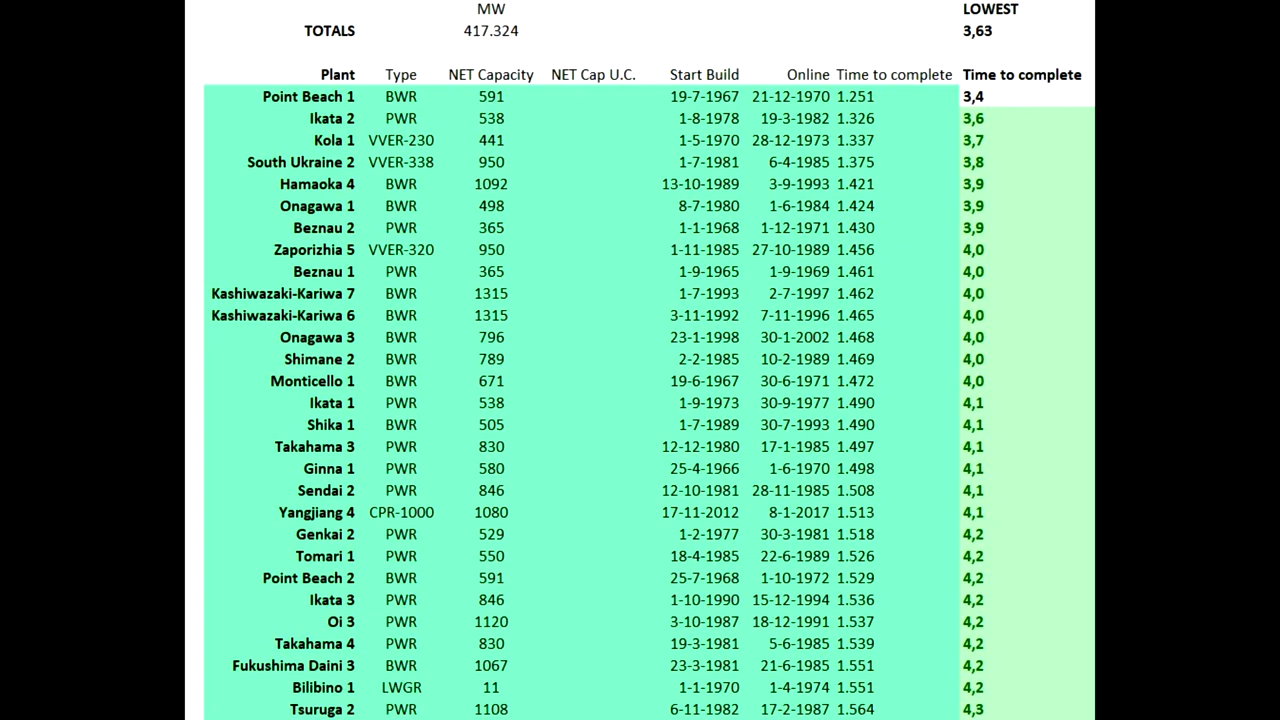 MW LOWEST
TOTALS 417.324 3,63
Plant Type NET Capacity NET Cap U.C. Start Build Online Time to complete Time to complete
Point Beach 1 BWR 591 19-7-1967 21-12-1970 1.251 3,4
Ikata 2 PWR 538 1-8-1978 19-3-1982 1.326 3,6
Kola 1 VVER-230 441 1-5-1970 28-12-1973 1.337 3,7
South Ukraine 2 VVER-338 950 1-7-1981 6-4-1985 1.375 3,8
Hamaoka 4 BWR 1092 13-10-1989 3-9-1993 1.421 3,9
Onagawa 1 BWR 498 8-7-1980 1-6-1984 1.424 3,9
Beznau 2 PWR 365 1-1-1968 1-12-1971 1.430 3,9
Zaporizhia 5 VVER-320 950 1-11-1985 27-10-1989 1.456 4,0
Beznau 1 PWR 365 1-9-1965 1-9-1969 1.461 4,0
Kashiwazaki-Kariwa 7 BWR 1315 1-7-1993 2-7-1997 1.462 4,0
Kashiwazaki-Kariwa 6 BWR 1315 3-11-1992 7-11-1996 1.465 4,0
Onagawa 3 BWR 796 23-1-1998 30-1-2002 1.468 4,0
Shimane 2 BWR 789 2-2-1985 10-2-1989 1.469 4,0
Monticello 1 BWR 671 19-6-1967 30-6-1971 1.472 4,0
Ikata 1 PWR 538 1-9-1973 30-9-1977 1.490 4,1
Shika 1 BWR 505 1-7-1989 30-7-1993 1.490 4,1
Takahama 3 PWR 830 12-12-1980 17-1-1985 1.497 4,1
Ginna 1 PWR 580 25-4-1966 1-6-1970 1.498 4,1
Sendai 2 PWR 846 12-10-1981 28-11-1985 1.508 4,1
Yangjiang 4 CPR-1000 1080 17-11-2012 8-1-2017 1.513 4,1
Genkai 2 PWR 529 1-2-1977 30-3-1981 1.518 4,2
Tomari 1 PWR 550 18-4-1985 22-6-1989 1.526 4,2
Point Beach 2 BWR 591 25-7-1968 1-10-1972 1.529 4,2
Ikata 3 PWR 846 1-10-1990 15-12-1994 1.536 4,2
Oi 3 PWR 1120 3-10-1987 18-12-1991 1.537 4,2
Takahama 4 PWR 830 19-3-1981 5-6-1985 1.539 4,2
Fukushima Daini 3 BWR 1067 23-3-1981 21-6-1985 1.551 4,2
Bilibino 1 LWGR 11 1-1-1970 1-4-1974 1.551 4,2
Tsuruga 2 PWR 1108 6-11-1982 17-2-1987 1.564 4,3